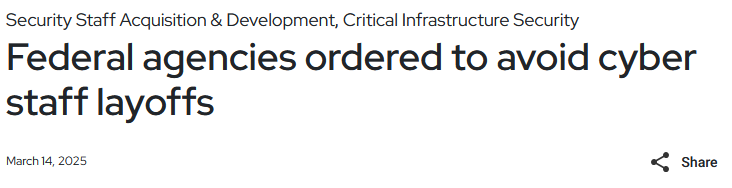 Security Staff Acquisition & Development, Critical Infrastructure Security
Federal agencies ordered to avoid cyber
staff layoffs
March 14, 2025
Share